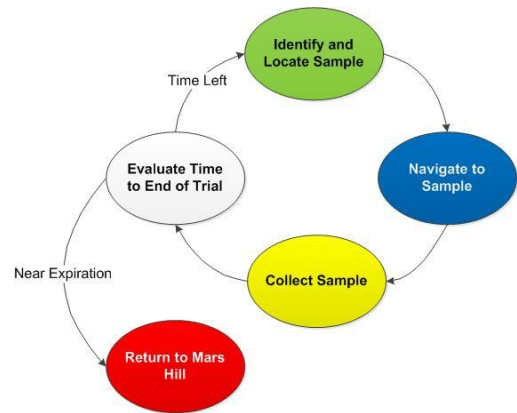 Identify and
Locate Sample
Time Left
Evaluate Time
to End of Trial
Navigate to
Sample
Near Expiration
Collect Sample
Return to Mars
Hill